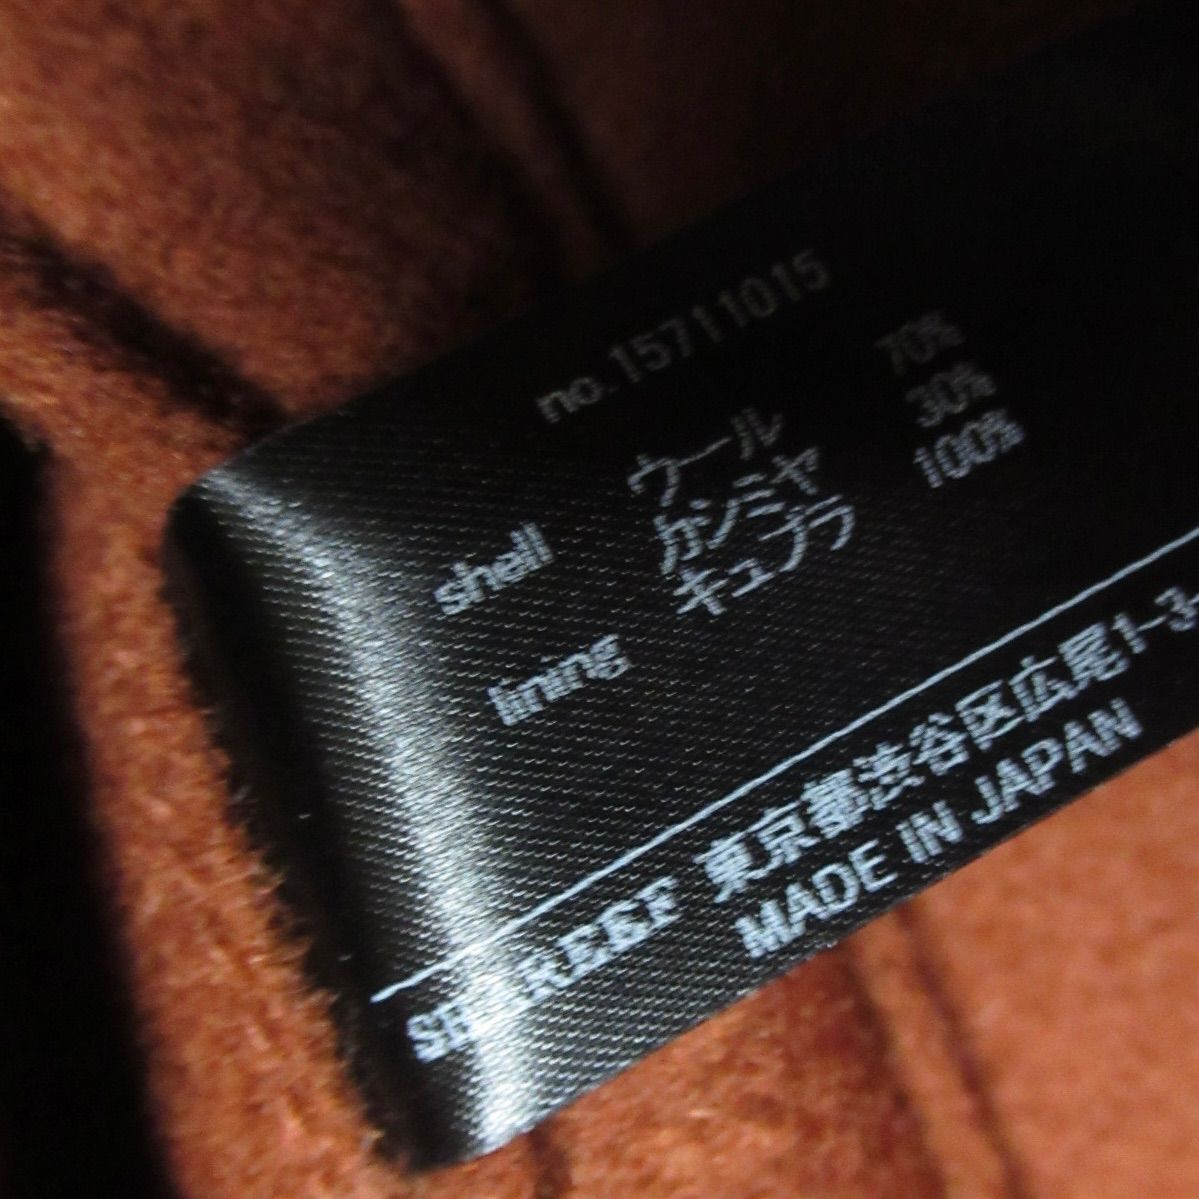 no.15711015
shell ウール 70%
カシミヤ 30%
lining キュプラ 100%
SHAREEF 東京都渋谷区広尾1-3-
MADE IN JAPAN